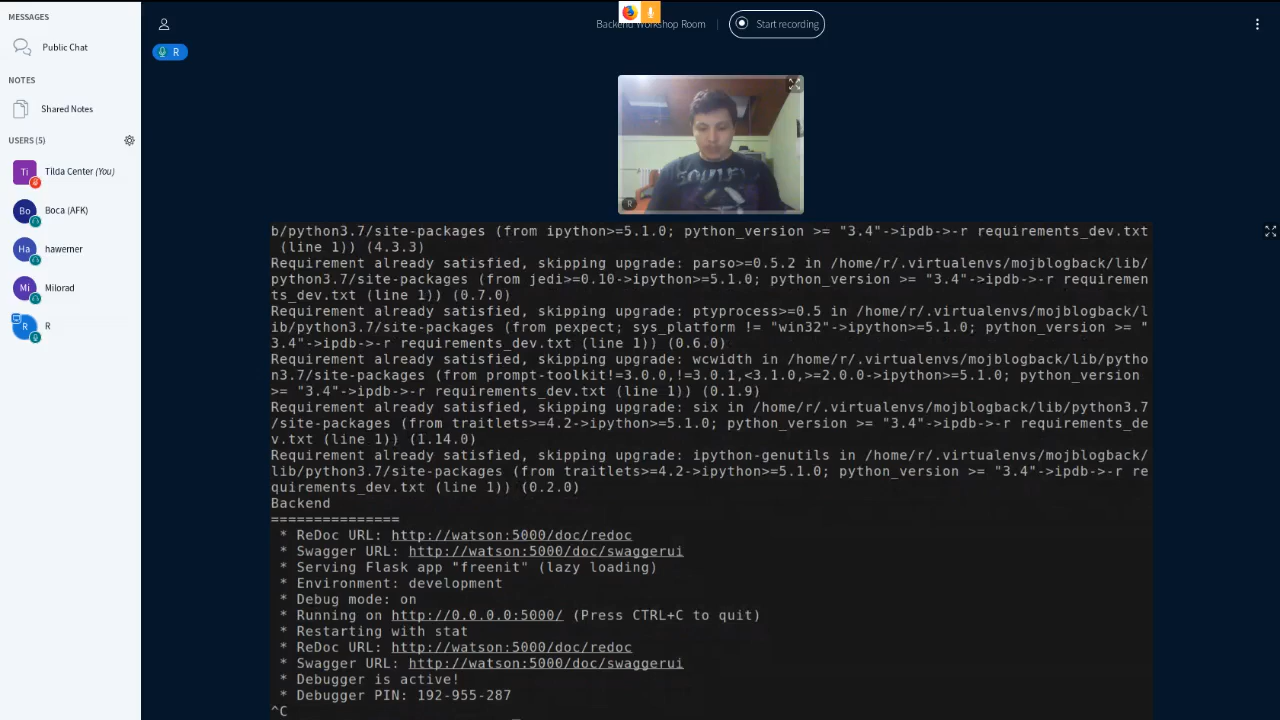 MESSAGES
Public Chat
NOTES
Shared Notes
USERS (5)
Ti
Tilda Center (You)
Bo
Boca (AFK)
Ha
hawerner
Mi
Milorad
R
R
Backend Workshop Room
Start recording
R
R
b/python3.7/site-packages (from ipython>=5.1.0; python_version >= "3.4"->ipdb->-r requirements_dev.txt
(line 1)) (4.3.3)
Requirement already satisfied, skipping upgrade: parso>=0.5.2 in /home/r/.virtualenvs/mojblogback/lib/
python3.7/site-packages (from jedi>=0.10->ipython>=5.1.0; python_version >= "3.4"->ipdb->-r requiremen
ts_dev.txt (line 1)) (0.7.0)
Requirement already satisfied, skipping upgrade: ptyprocess>=0.5 in /home/r/.virtualenvs/mojblogback/l
ib/python3.7/site-packages (from pexpect; sys_platform != "win32"->ipython>=5.1.0; python_version >= "
3.4"->ipdb->-r requirements_dev.txt (line 1)) (0.6.0)
Requirement already satisfied, skipping upgrade: wcwidth in /home/r/.virtualenvs/mojblogback/lib/pytho
n3.7/site-packages (from prompt-toolkit!=3.0.0,!=3.0.1,<3.1.0,>=2.0.0->ipython>=5.1.0; python_version
>= "3.4"->ipdb->-r requirements_dev.txt (line 1)) (0.1.9)
Requirement already satisfied, skipping upgrade: six in /home/r/.virtualenvs/mojblogback/lib/python3.7
/site-packages (from traitlets>=4.2->ipython>=5.1.0; python_version >= "3.4"->ipdb->-r requirements_de
v.txt (line 1)) (1.14.0)
Requirement already satisfied, skipping upgrade: ipython-genutils in /home/r/.virtualenvs/mojblogback/
lib/python3.7/site-packages (from traitlets>=4.2->ipython>=5.1.0; python_version >= "3.4"->ipdb->-r re
quirements_dev.txt (line 1)) (0.2.0)
Backend
===============
* ReDoc URL: http://watson:5000/doc/redoc
* Swagger URL: http://watson:5000/doc/swaggerui
* Serving Flask app "freenit" (lazy loading)
* Environment: development
* Debug mode: on
* Running on http://0.0.0.0:5000/ (Press CTRL+C to quit)
* Restarting with stat
* ReDoc URL: http://watson:5000/doc/redoc
* Swagger URL: http://watson:5000/doc/swaggerui
* Debugger is active!
* Debugger PIN: 192-955-287
^C